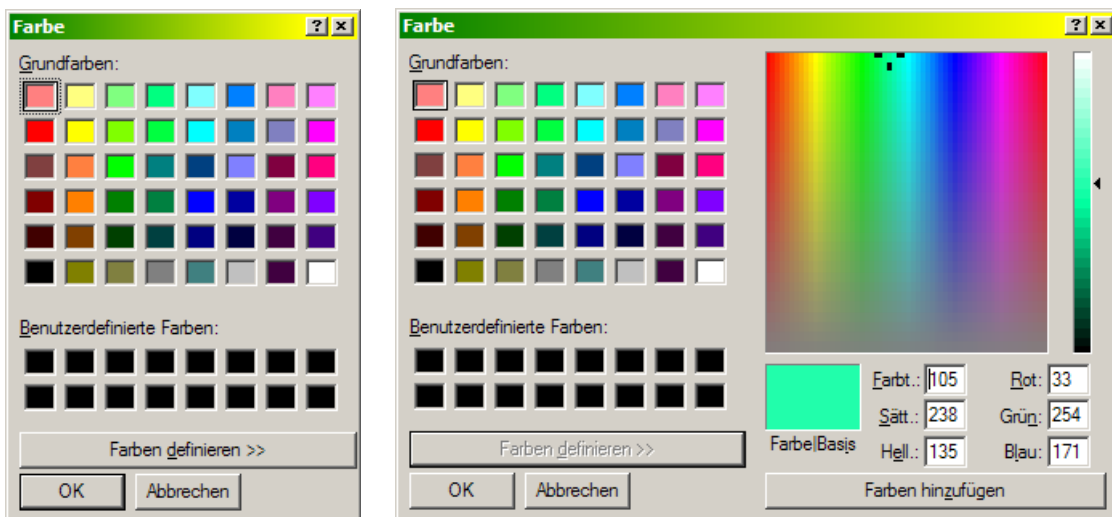 Farbe
Grundfarben:
Benutzerdefinierte Farben:
Farben definieren >>
OK Abbrechen
Farbe
Grundfarben:
Benutzerdefinierte Farben:
Farben definieren >>
OK Abbrechen
Farbe|Basis
Farbt.: 105 Rot: 33
Sätt.: 238 Grün: 254
Hell.: 135 Blau: 171
Farben hinzufügen